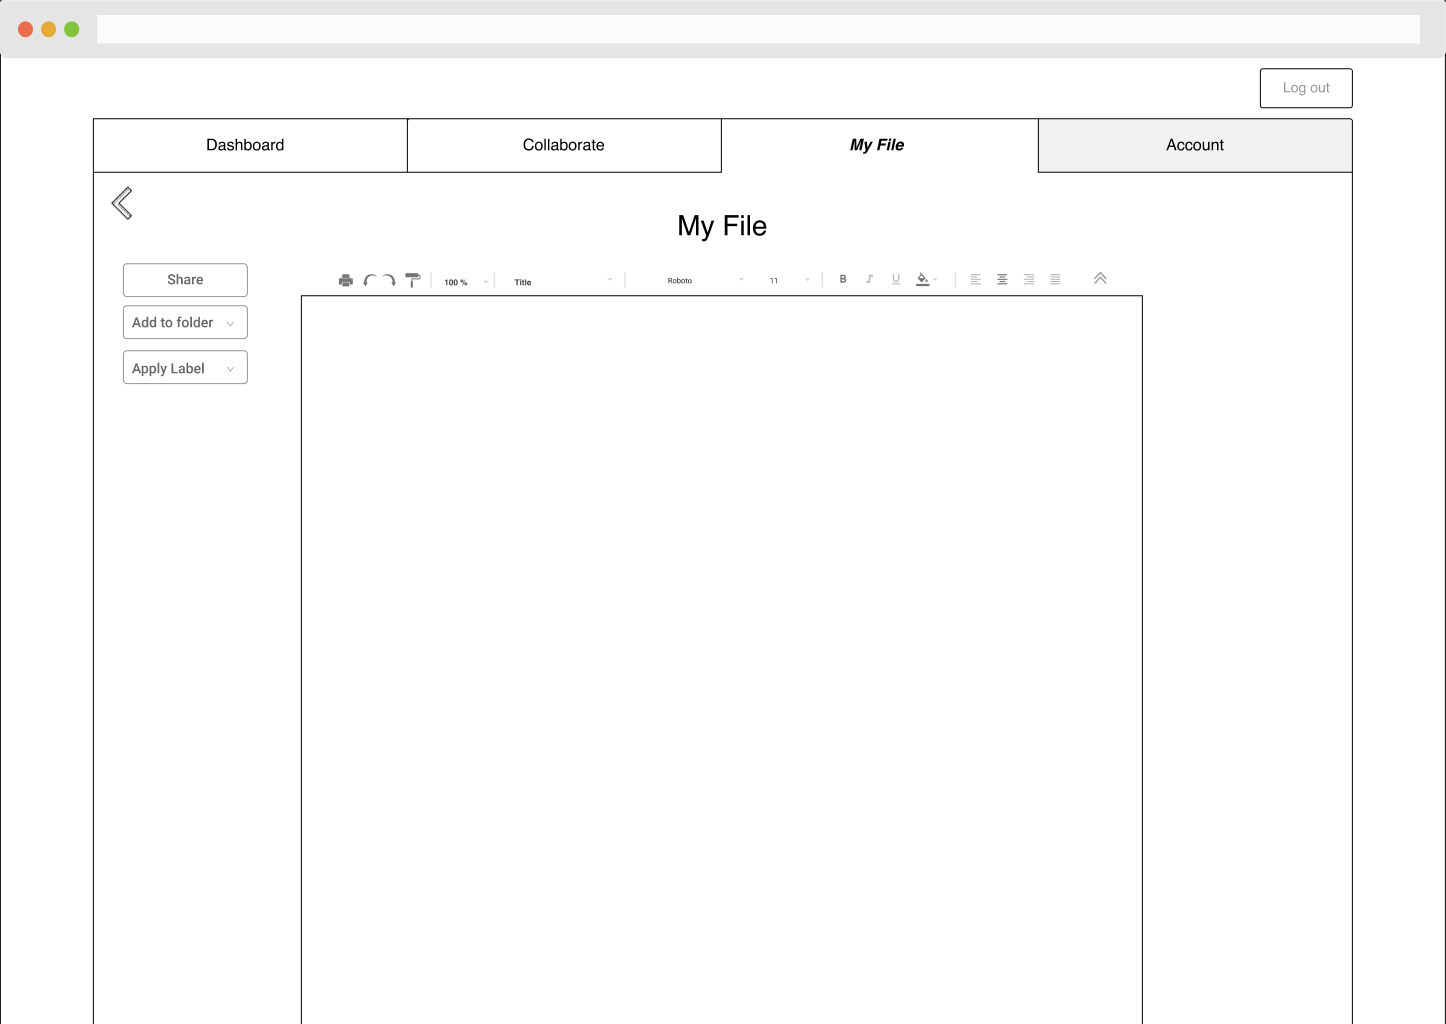 Log out
Dashboard Collaborate My File Account
My File
Share
100 % Title Roboto 11 B I U
Add to folder
Apply Label